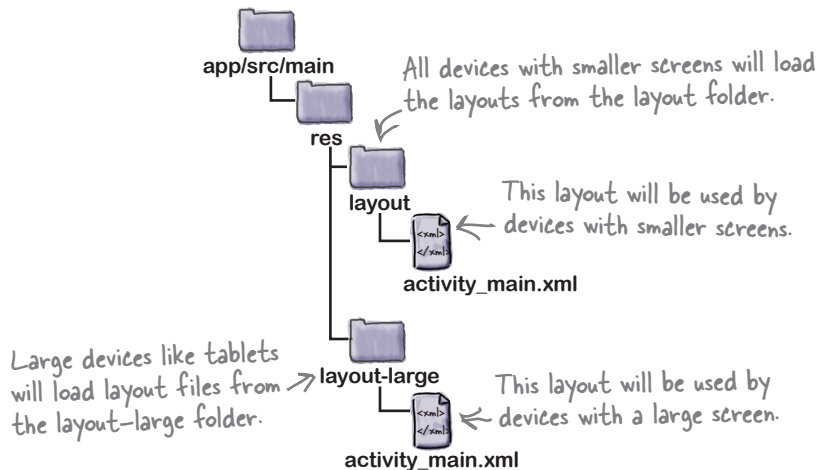 app/src/main
All devices with smaller screens will load
the layouts from the layout folder.
res
layout
This layout will be used by
devices with smaller screens.
<xml>
</xml>
activity_main.xml
Large devices like tablets
will load layout files from
the layout-large folder.
layout-large
This layout will be used by
devices with a large screen.
<xml>
</xml>
activity_main.xml